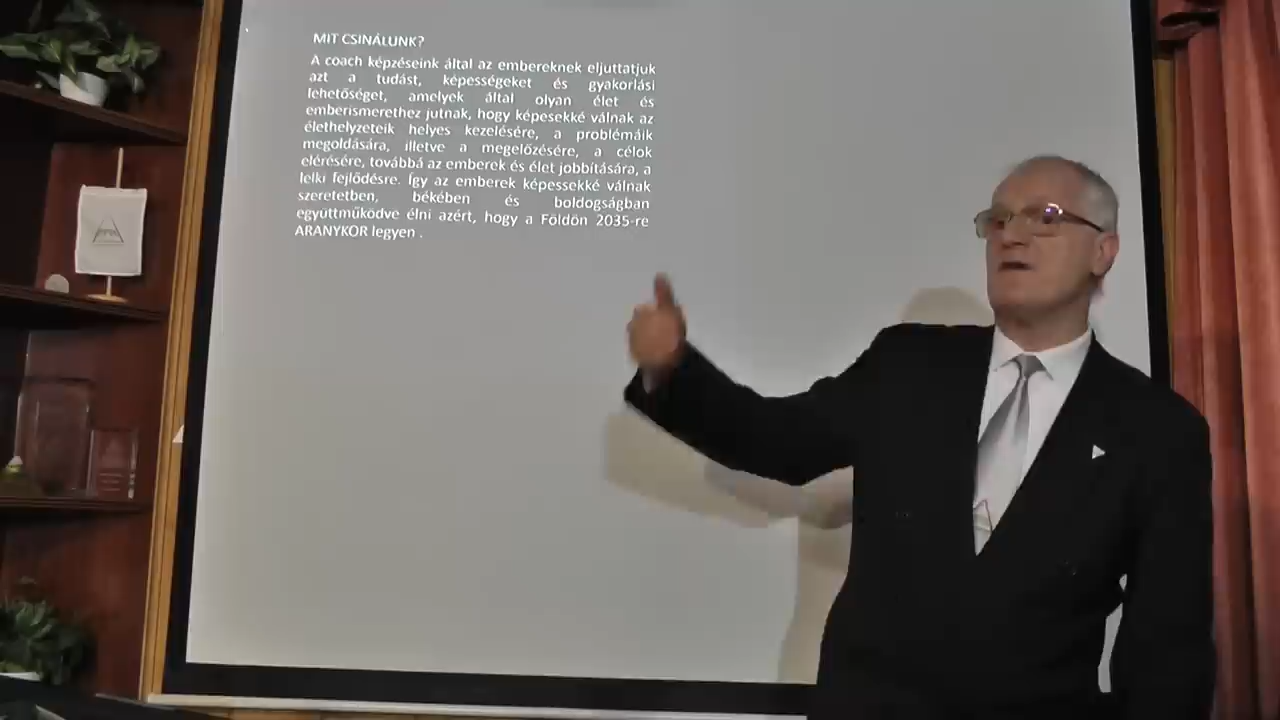 MIT CSINÁLUNK?
A coach képzéseink által az embereknek eljuttatjuk
azt a tudást, képességeket és gyakorlási
lehetőséget, amelyek által olyan élet és
emberismerethez jutnak, hogy képesekké válnak az
élethelyzeteik helyes kezelésére, a problémáik
megoldására, illetve a megelőzésére, a célok
elérésére, továbbá az emberek és élet jobbítására, a
lelki fejlődésre. Így az emberek képessekké válnak
szeretetben, békében és boldogságban
együttműködve élni azért, hogy a Földön 2035-re
ARANYKOR legyen .